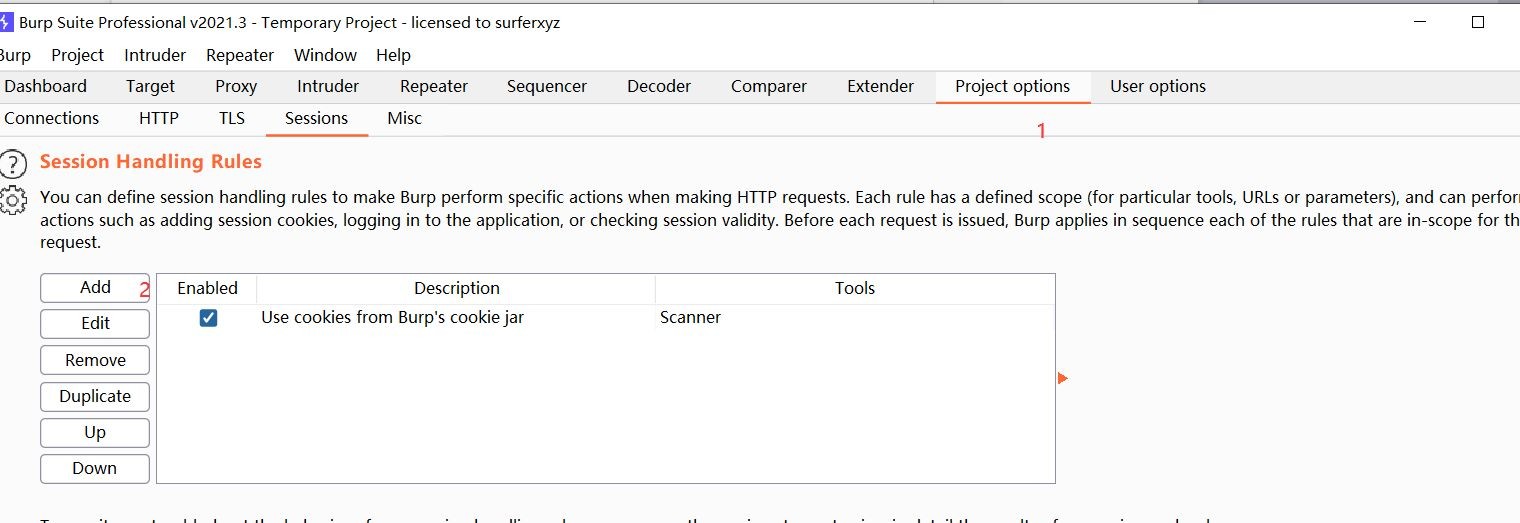 Burp Suite Professional v2021.3 - Temporary Project - licensed to surferxyz
Burp Project Intruder Repeater Window Help
Dashboard Target Proxy Intruder Repeater Sequencer Decoder Comparer Extender Project options User options
Connections HTTP TLS Sessions Misc
1
? Session Handling Rules
You can define session handling rules to make Burp perform specific actions when making HTTP requests. Each rule has a defined scope (for particular tools, URLs or parameters), and can perfor
actions such as adding session cookies, logging in to the application, or checking session validity. Before each request is issued, Burp applies in sequence each of the rules that are in-scope for th
request.
Add 2 Enabled Description Tools
Use cookies from Burp's cookie jar Scanner
Edit
Remove
Duplicate
Up
Down